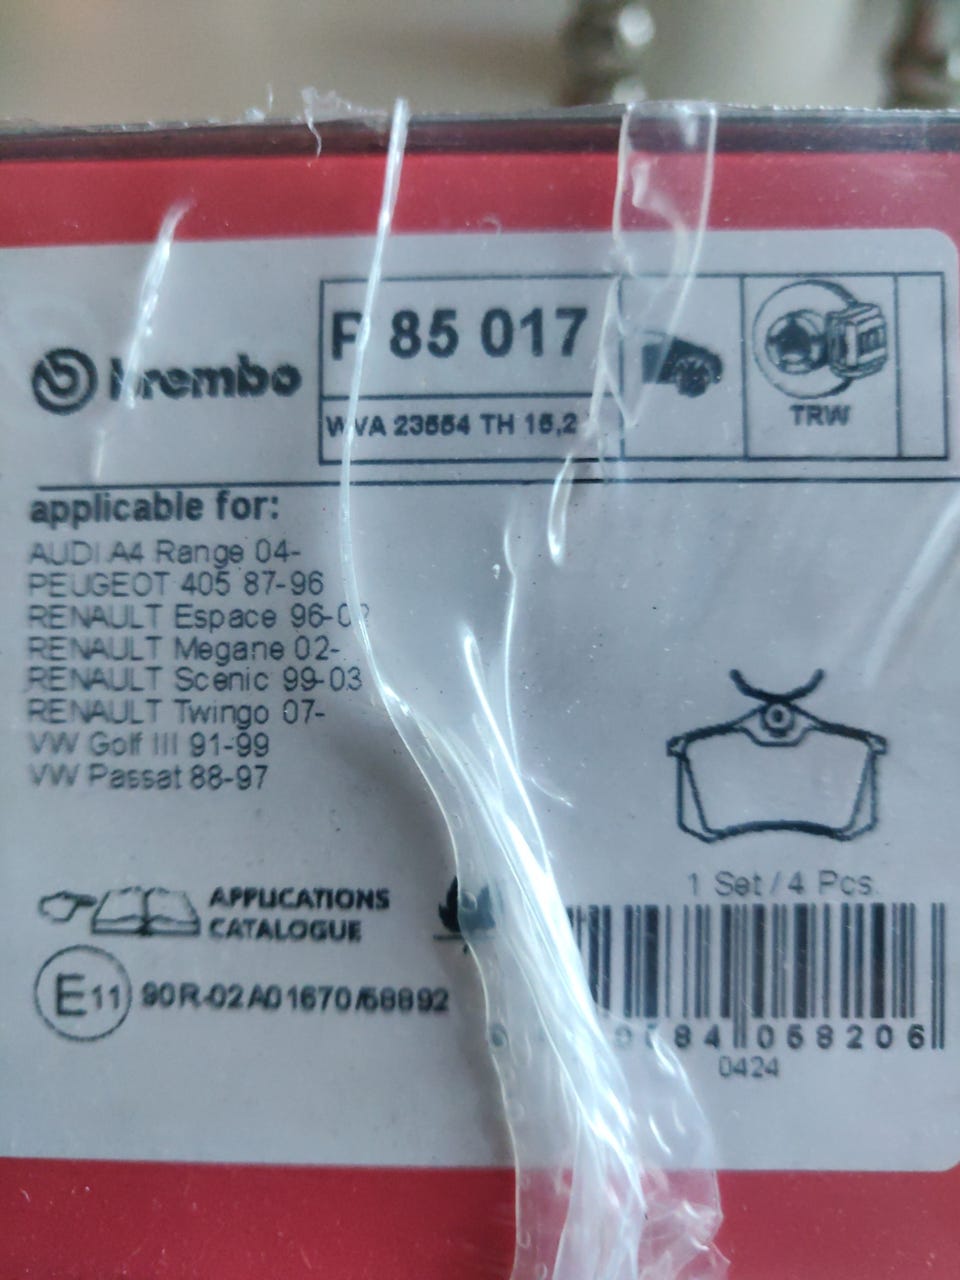 brembo
P 85 017
WVA 23554 TH 15,2
TRW
applicable for:
AUDI A4 Range 04-
PEUGEOT 405 87-96
RENAULT Espace 96-02
RENAULT Megane 02-
RENAULT Scenic 99-03
RENAULT Twingo 07-
VW Golf III 91-99
VW Passat 88-97
1 Set / 4 Pcs.
APPLICATIONS
CATALOGUE
E11 90R-02A01670/68892
584 058206
0424